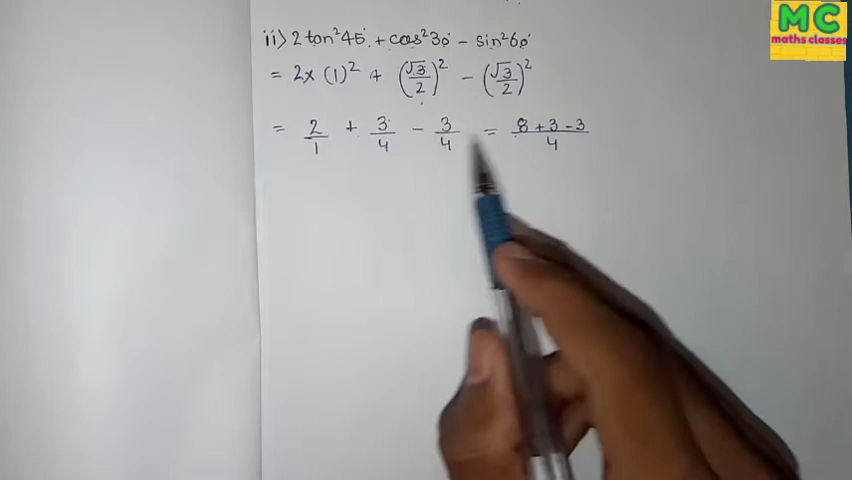 MC
maths classes
ii) 2 tan²45° + cos²30° - sin²60°
= 2x (1)² + (√3/2)² - (√3/2)²
= 2/1 + 3/4 - 3/4 = 8+3-3/4